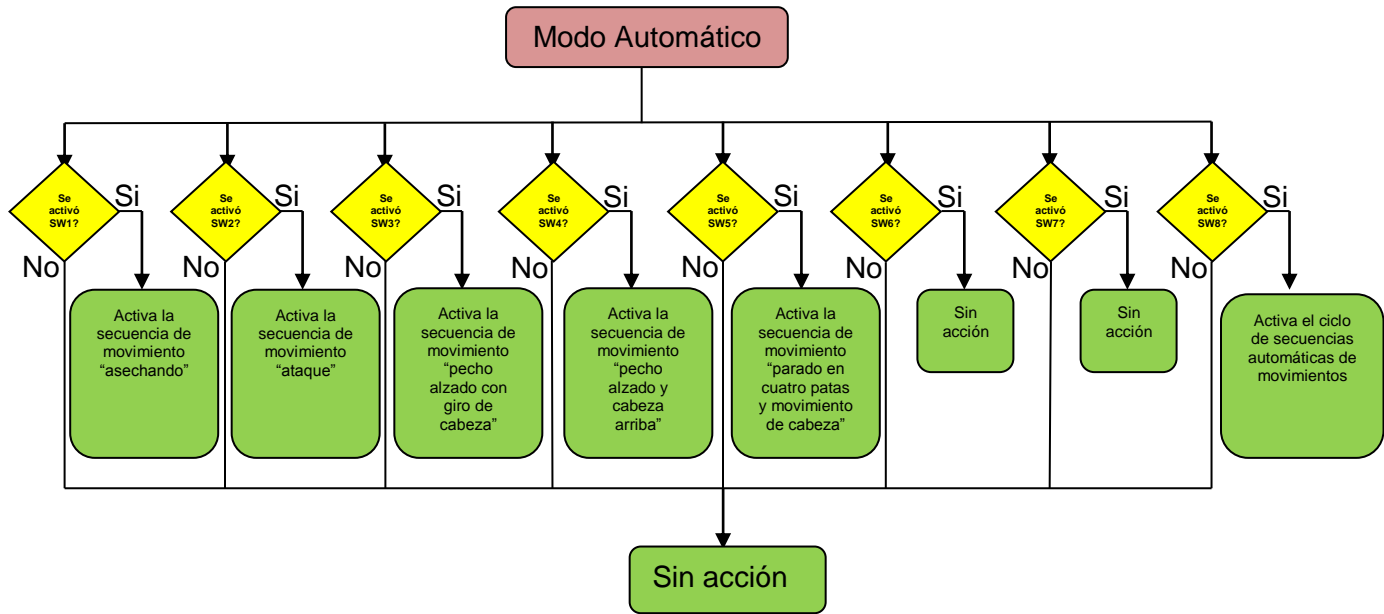 Modo Automático
Se
activó
SW1?
Si
No
Se
activó
SW2?
Si
No
Se
activó
SW3?
Si
No
Se
activó
SW4?
Si
No
Se
activó
SW5?
Si
No
Se
activó
SW6?
Si
No
Se
activó
SW7?
Si
No
Se
activó
SW8?
Si
No
Activa la
secuencia de
movimiento
“asechando”
Activa la
secuencia de
movimiento
“ataque”
Activa la
secuencia de
movimiento
“pecho
alzado con
giro de
cabeza”
Activa la
secuencia de
movimiento
“pecho
alzado y
cabeza
arriba”
Activa la
secuencia de
movimiento
“parado en
cuatro patas
y movimiento
de cabeza”
Sin
acción
Sin
acción
Activa el ciclo
de secuencias
automáticas de
movimientos
Sin acción